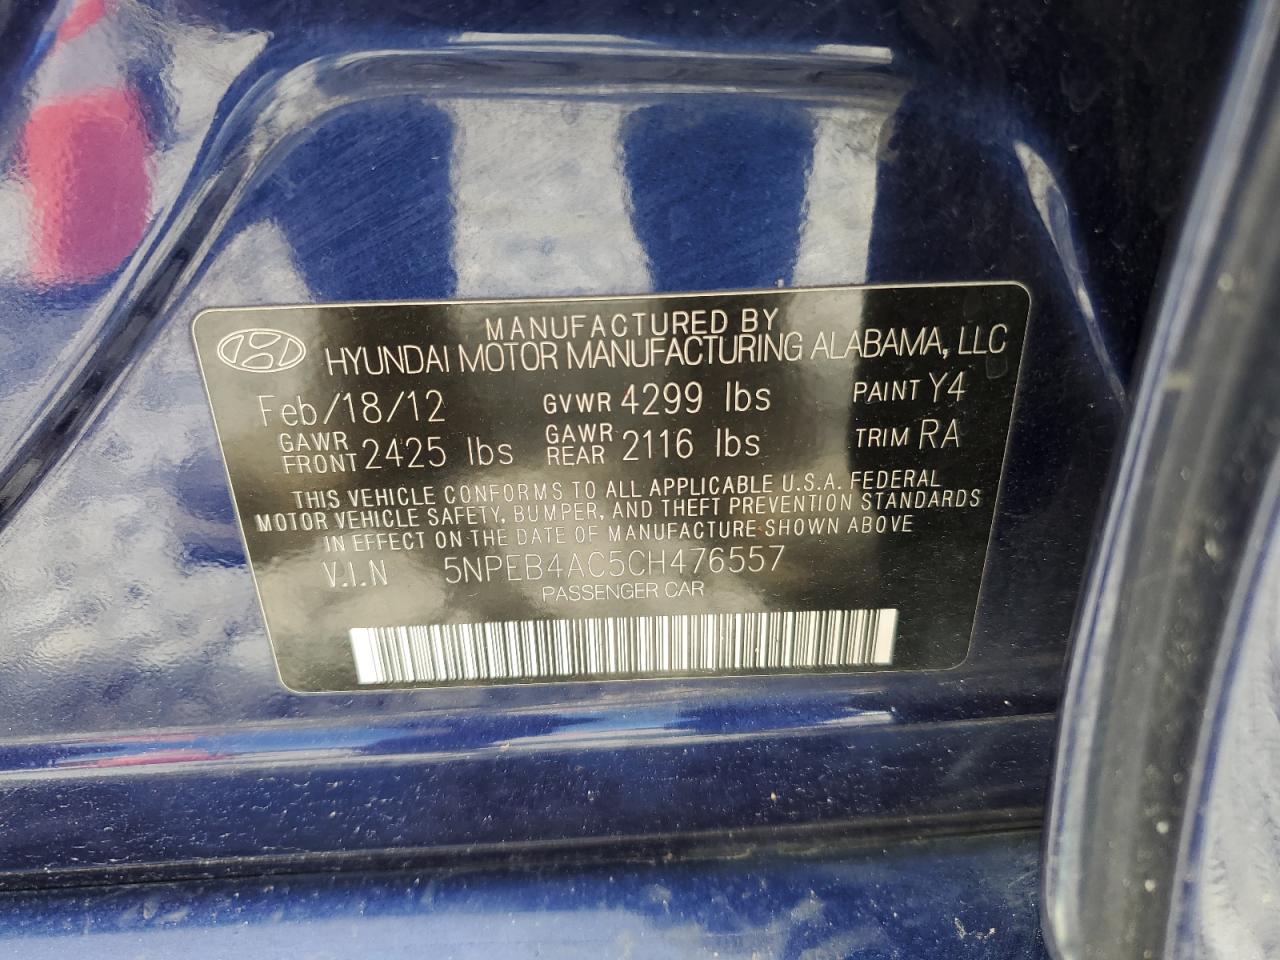 MANUFACTURED BY
HYUNDAI MOTOR MANUFACTURING ALABAMA, LLC
Feb/18/12 GVWR 4299 lbs PAINT Y4
GAWR FRONT 2425 lbs GAWR REAR 2116 lbs TRIM RA
THIS VEHICLE CONFORMS TO ALL APPLICABLE U.S.A. FEDERAL
MOTOR VEHICLE SAFETY, BUMPER, AND THEFT PREVENTION STANDARDS
IN EFFECT ON THE DATE OF MANUFACTURE SHOWN ABOVE
V.I.N 5NPEB4AC5CH476557
PASSENGER CAR